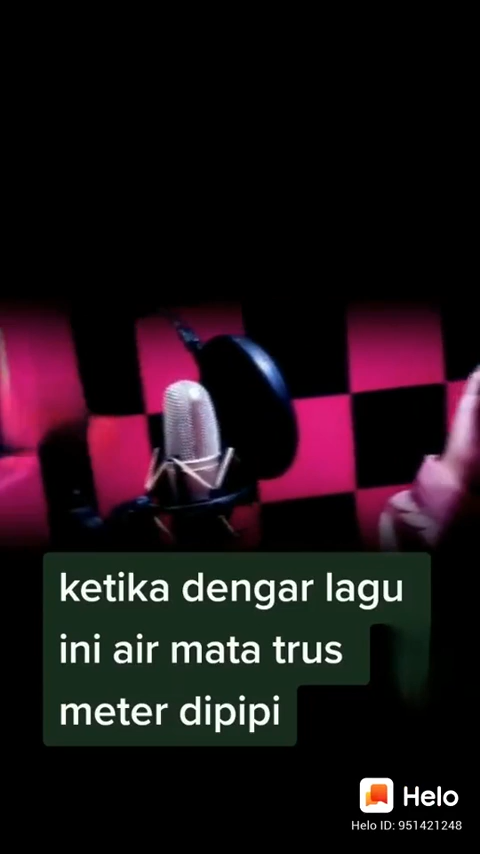 ketika dengar lagu
ini air mata trus
meter dipipi
Helo
Helo ID: 951421248